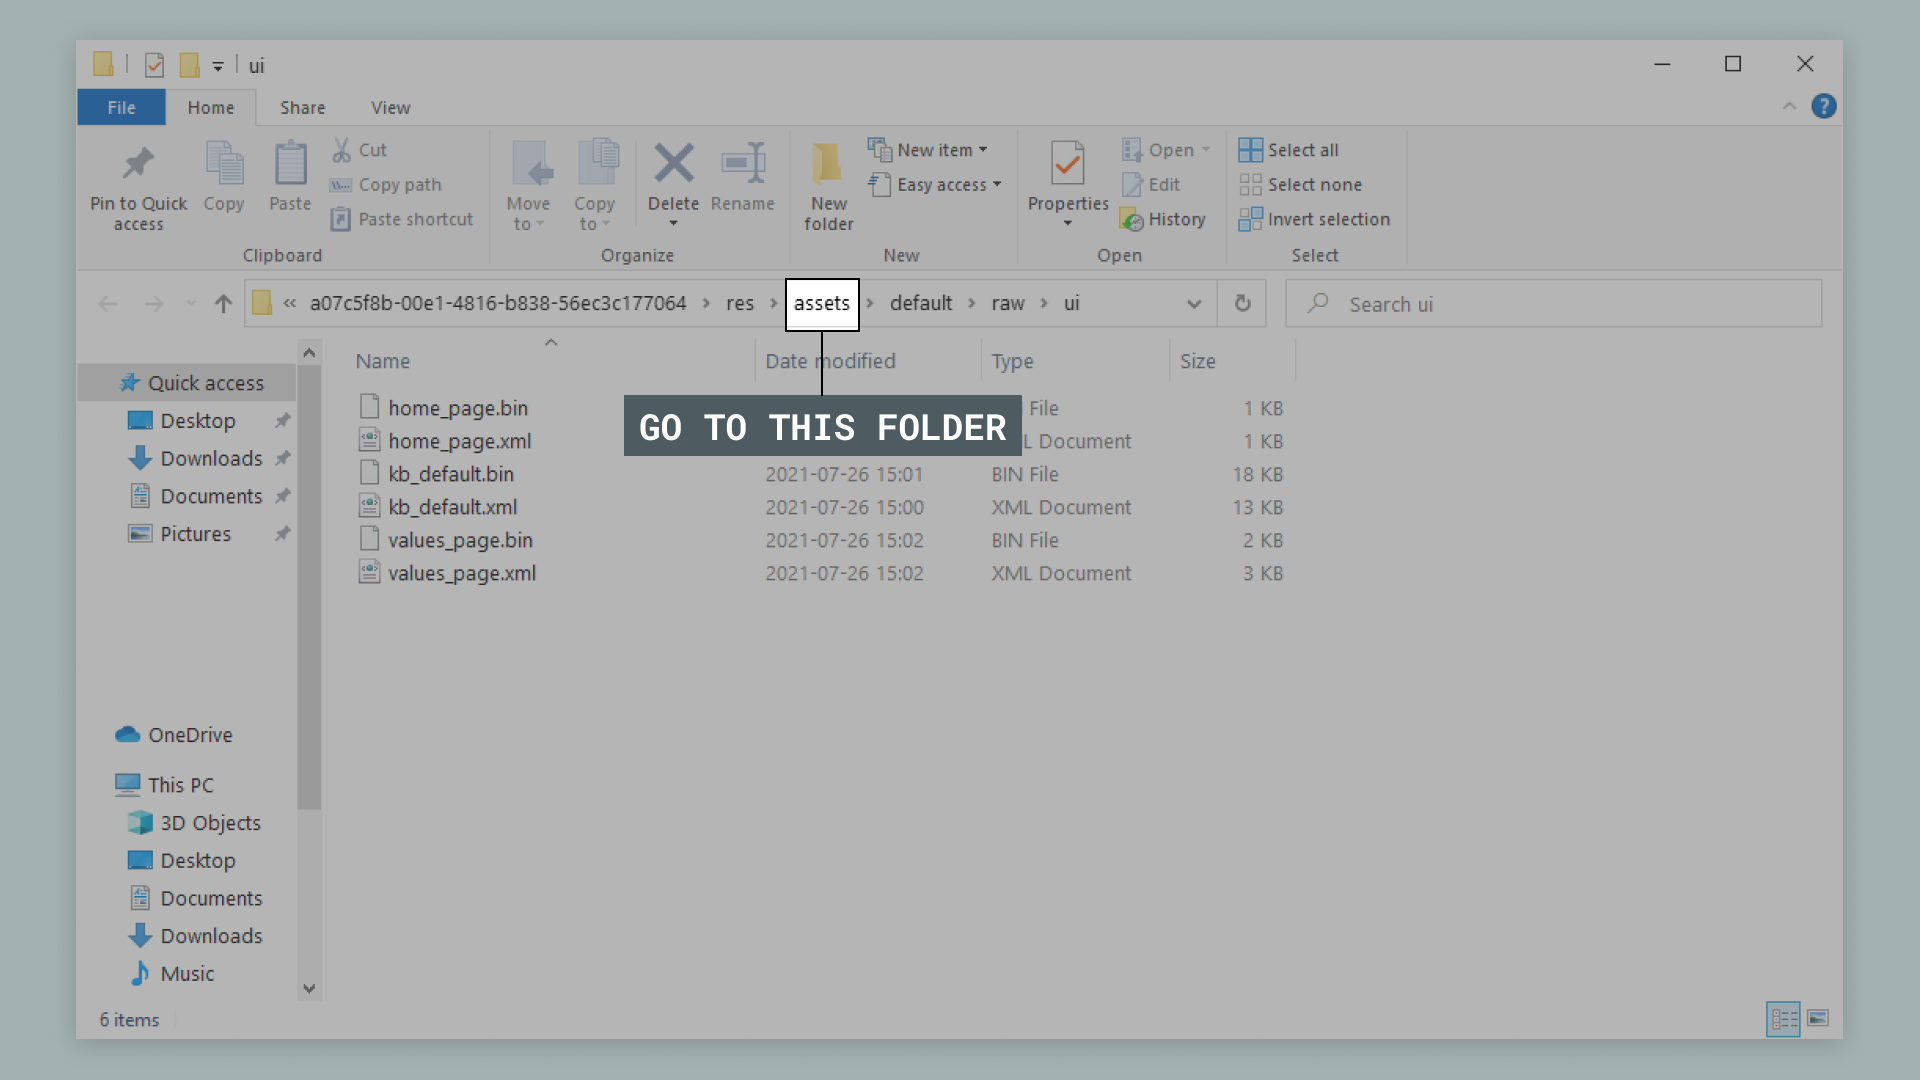 ui
File Home Share View
Pin to Quick access
Copy
Paste
Cut
Copy path
Paste shortcut
Clipboard
Move to
Copy to
Delete
Rename
Organize
New folder
New item
Easy access
New
Properties
Open
Edit
History
Open
Select all
Select none
Invert selection
Select
« a07c5f8b-00e1-4816-b838-56ec3c177064 › res › assets › default › raw › ui
Search ui
GO TO THIS FOLDER
Quick access
Desktop
Downloads
Documents
Pictures
OneDrive
This PC
3D Objects
Desktop
Documents
Downloads
Music
Name Date modified Type Size
home_page.bin File 1 KB
home_page.xml L Document 1 KB
kb_default.bin 2021-07-26 15:01 BIN File 18 KB
kb_default.xml 2021-07-26 15:00 XML Document 13 KB
values_page.bin 2021-07-26 15:02 BIN File 2 KB
values_page.xml 2021-07-26 15:02 XML Document 3 KB
6 items